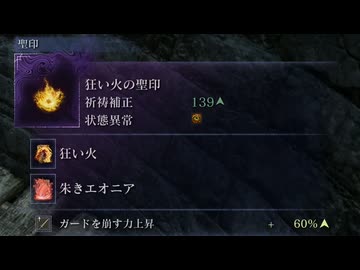 聖印
狂い火の聖印
祈祷補正 139
状態異常
狂い火
朱きエオニア
ガードを崩す力上昇 + 60%